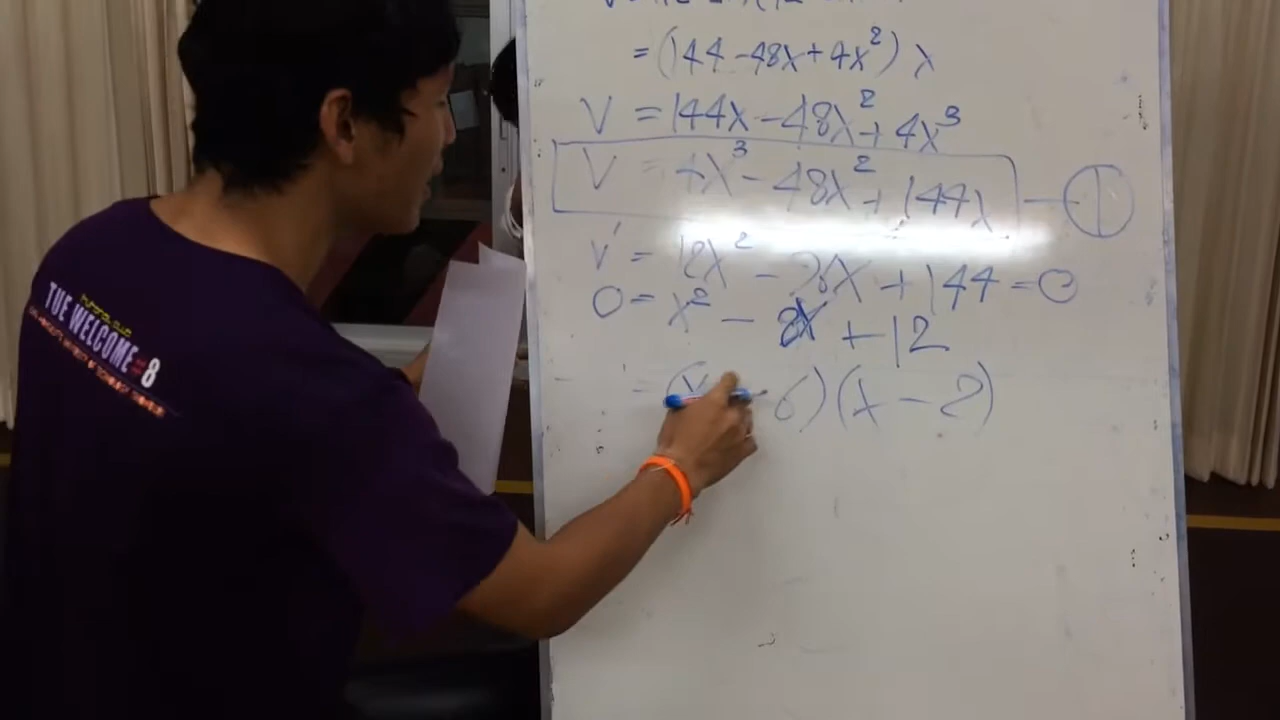 = (144 - 48x + 4x²) x
V = 144x - 48x² + 4x³
V = 4x³ - 48x² + 144x — ①
V' = 12x² - 96x + 144 = 0
0 = x² - 8x + 12
= (x - 6)(x - 2)
TUE WELCOME #8